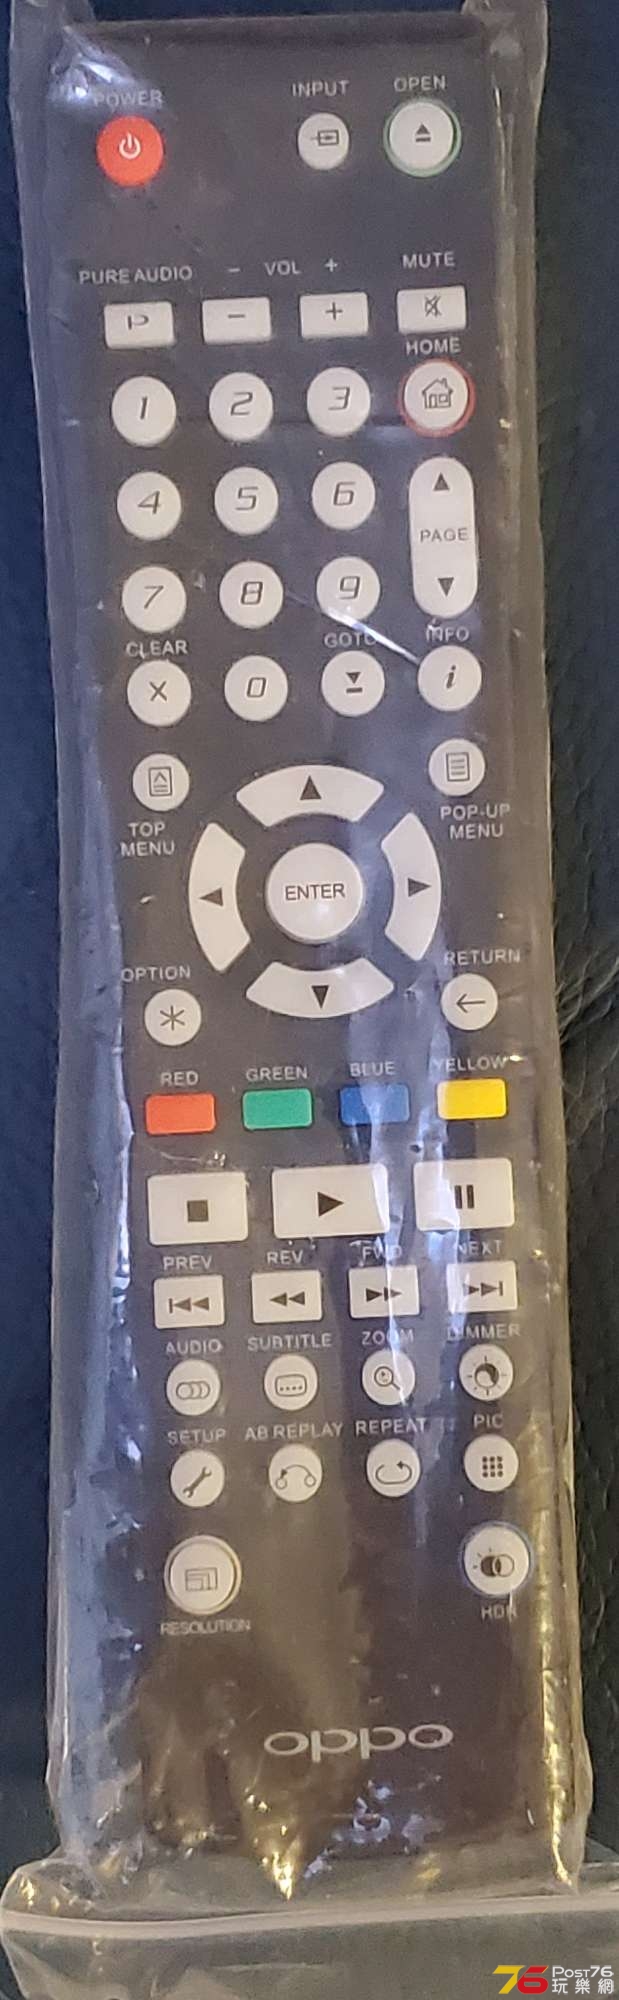 POWER INPUT OPEN
PURE AUDIO − VOL + MUTE
− +
HOME
1 2 3
4 5 6
PAGE
7 8 9
CLEAR GOTO INFO
0 i
TOP MENU POP-UP MENU
ENTER
OPTION RETURN
RED GREEN BLUE YELLOW
PREV REV FWD NEXT
AUDIO SUBTITLE ZOOM DIMMER
SETUP AB REPLAY REPEAT PIC
RESOLUTION HDR
oppo
76 POST76
玩樂網